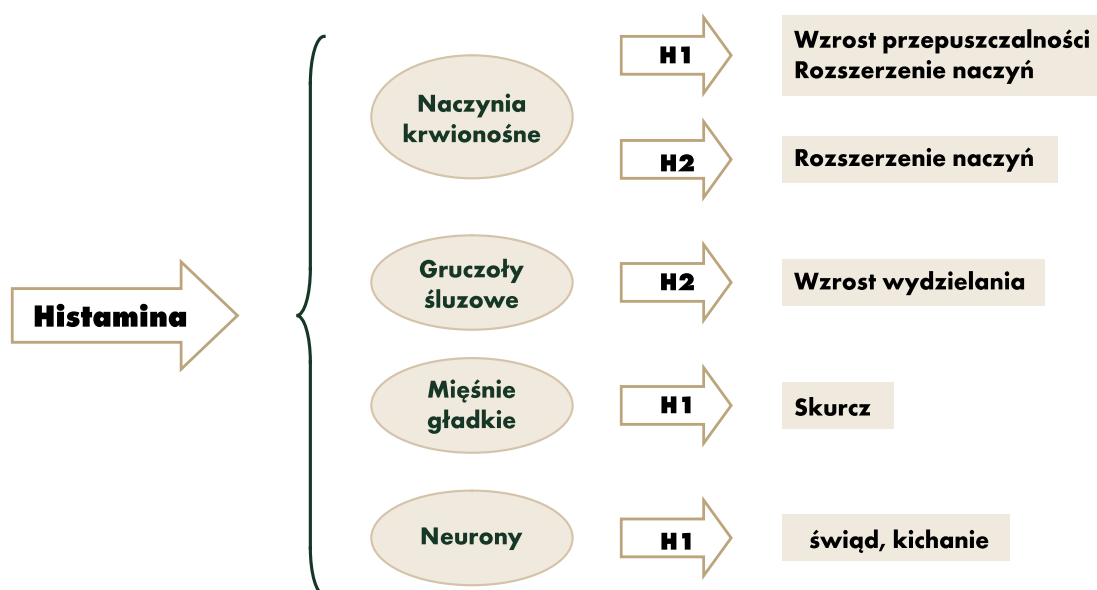 Histamina
Naczynia
krwionośne
H1
Wzrost przepuszczalności
Rozszerzenie naczyń
H2
Rozszerzenie naczyń
Gruczoły
śluzowe
H2
Wzrost wydzielania
Mięśnie
gładkie
H1
Skurcz
Neurony
H1
świąd, kichanie